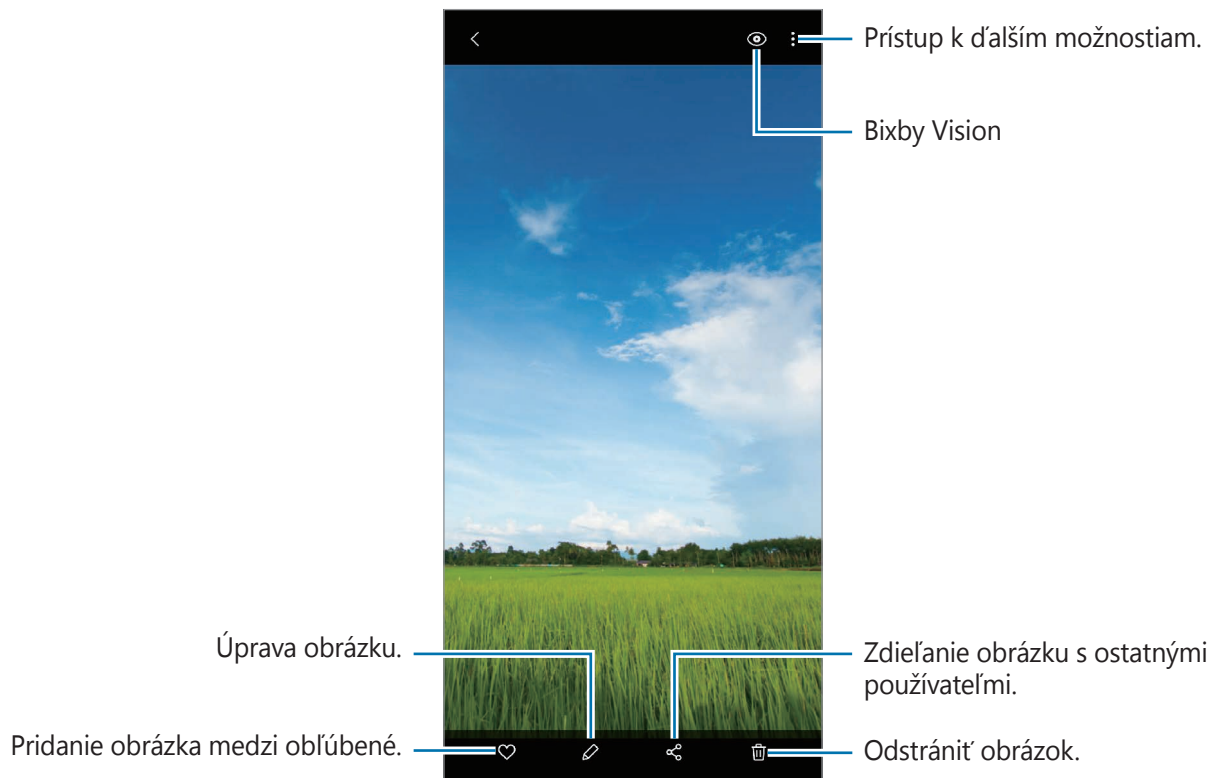 Prístup k ďalším možnostiam.
Bixby Vision
Úprava obrázku.
Zdieľanie obrázku s ostatnými
používateľmi.
Pridanie obrázka medzi obľúbené.
Odstrániť obrázok.